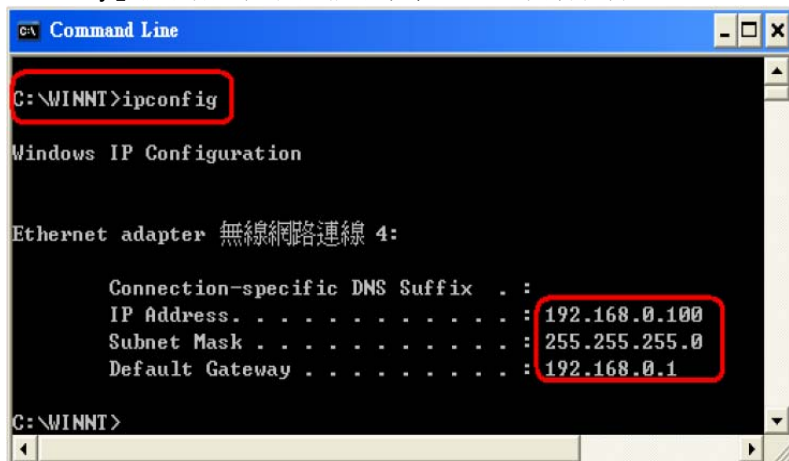 Command Line
C:\WINNT>ipconfig
Windows IP Configuration
Ethernet adapter 無線網路連線 4:
Connection-specific DNS Suffix . :
IP Address. . . . . . . . . . . . : 192.168.0.100
Subnet Mask . . . . . . . . . . . : 255.255.255.0
Default Gateway . . . . . . . . . : 192.168.0.1
C:\WINNT>